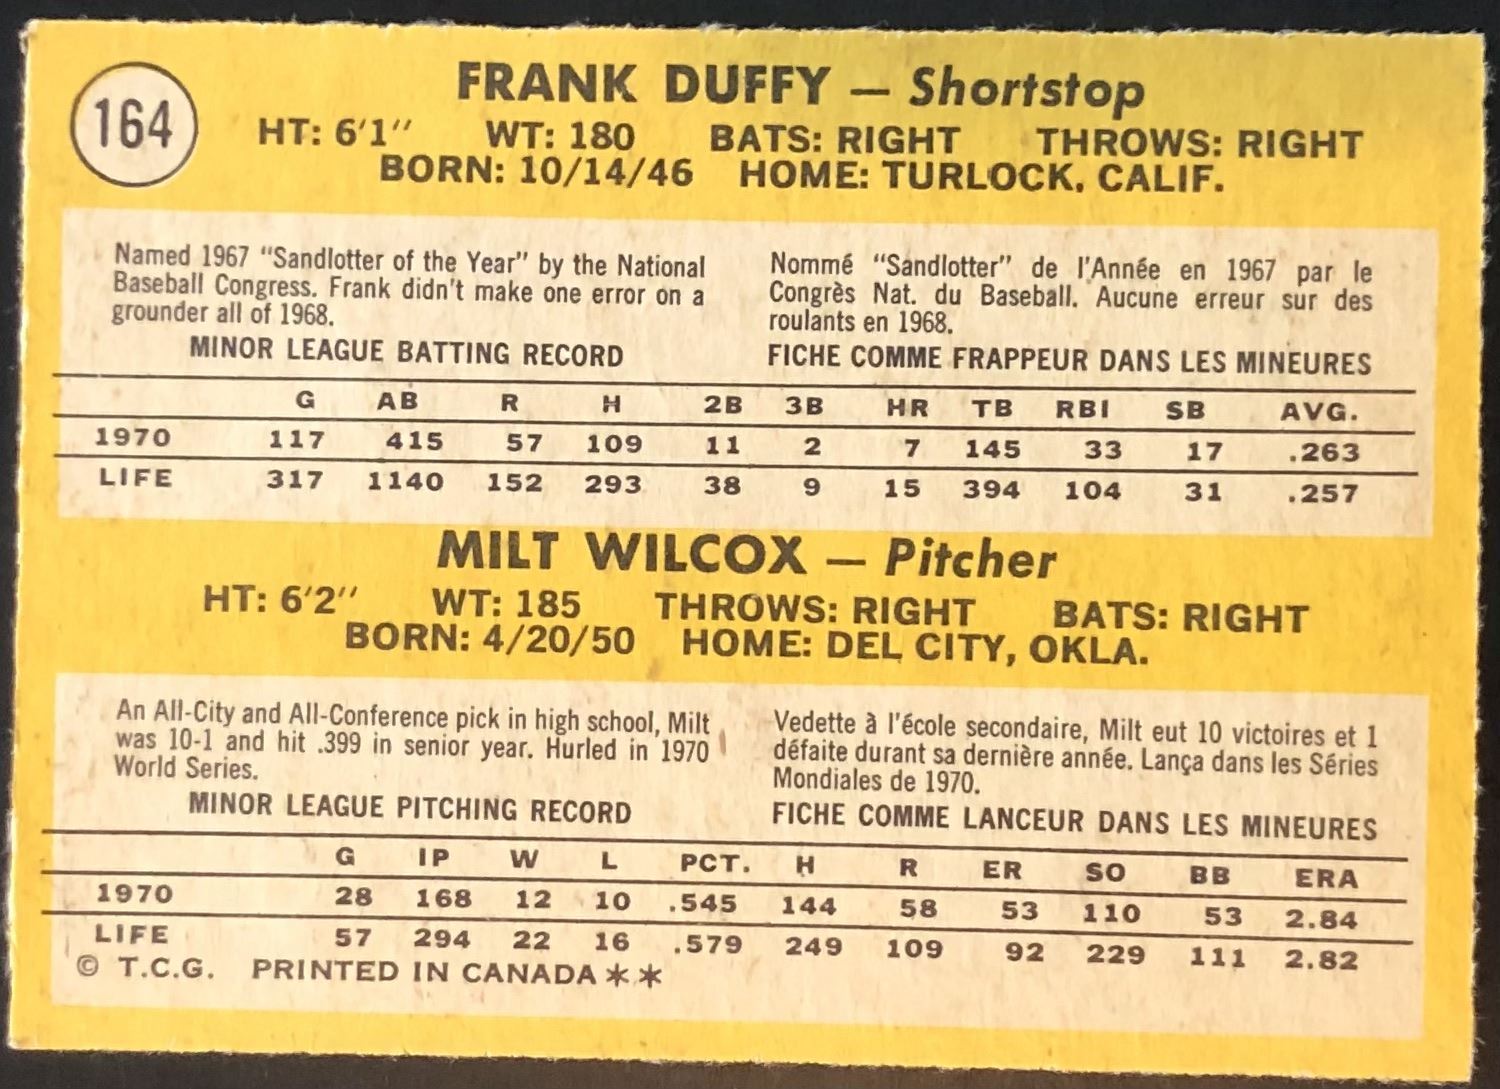 164
FRANK DUFFY — Shortstop
HT: 6'1'' WT: 180 BATS: RIGHT THROWS: RIGHT
BORN: 10/14/46 HOME: TURLOCK, CALIF.
Named 1967 "Sandlotter of the Year" by the National
Baseball Congress. Frank didn't make one error on a
grounder all of 1968.
Nommé "Sandlotter" de l'Année en 1967 par le
Congrès Nat. du Baseball. Aucune erreur sur des
roulants en 1968.
MINOR LEAGUE BATTING RECORD
FICHE COMME FRAPPEUR DANS LES MINEURES
G AB R H 2B 3B HR TB RBI SB AVG.
1970 117 415 57 109 11 2 7 145 33 17 .263
LIFE 317 1140 152 293 38 9 15 394 104 31 .257
MILT WILCOX — Pitcher
HT: 6'2'' WT: 185 THROWS: RIGHT BATS: RIGHT
BORN: 4/20/50 HOME: DEL CITY, OKLA.
An All-City and All-Conference pick in high school, Milt
was 10-1 and hit .399 in senior year. Hurled in 1970
World Series.
Vedette à l'école secondaire, Milt eut 10 victoires et 1
défaite durant sa dernière année. Lança dans les Séries
Mondiales de 1970.
MINOR LEAGUE PITCHING RECORD
FICHE COMME LANCEUR DANS LES MINEURES
G IP W L PCT. H R ER SO BB ERA
1970 28 168 12 10 .545 144 58 53 110 53 2.84
LIFE 57 294 22 16 .579 249 109 92 229 111 2.82
© T.C.G. PRINTED IN CANADA **